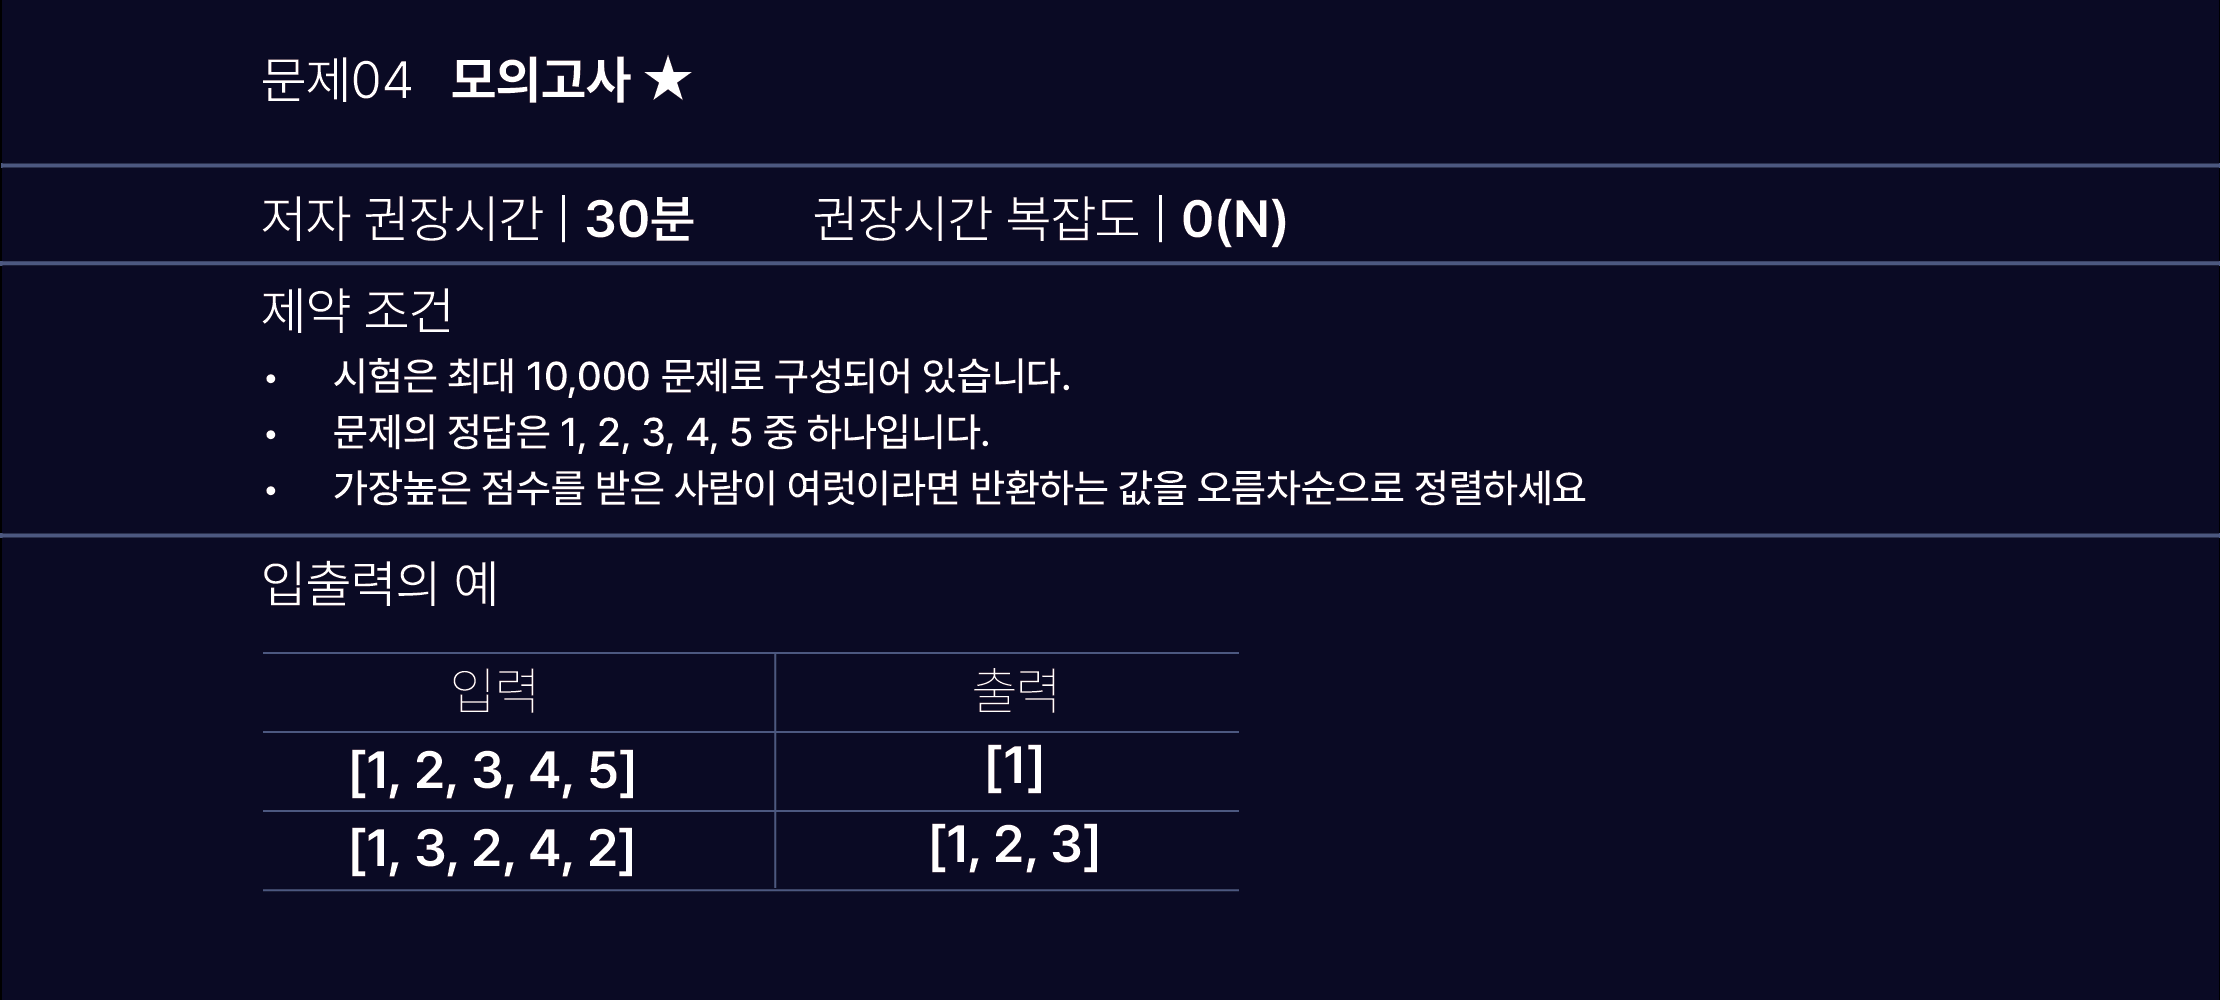 문제04 모의고사 ★
저자 권장시간 | 30분 권장시간 복잡도 | 0(N)
제약 조건
• 시험은 최대 10,000 문제로 구성되어 있습니다.
• 문제의 정답은 1, 2, 3, 4, 5 중 하나입니다.
• 가장높은 점수를 받은 사람이 여럿이라면 반환하는 값을 오름차순으로 정렬하세요
입출력의 예
입력 출력
[1, 2, 3, 4, 5] [1]
[1, 3, 2, 4, 2] [1, 2, 3]